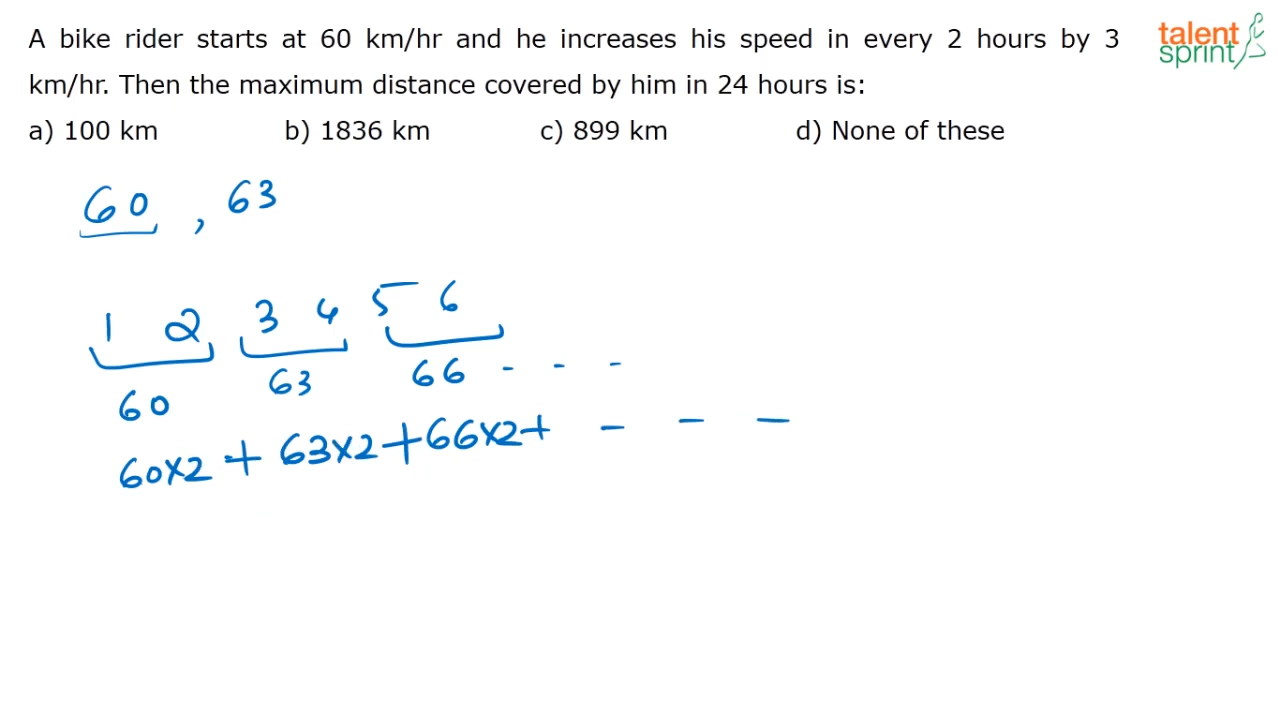 A bike rider starts at 60 km/hr and he increases his speed in every 2 hours by 3
km/hr. Then the maximum distance covered by him in 24 hours is:
a) 100 km b) 1836 km c) 899 km d) None of these
talent
sprint
60 , 63
1 2 3 4 5 6
60 63 66 - - -
60x2 + 63x2 + 66x2 + - - -